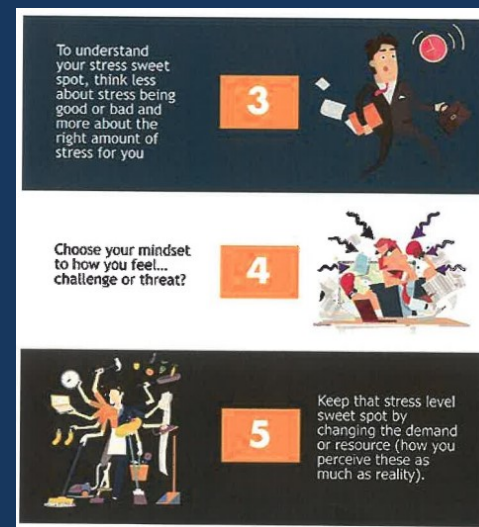 To understand
your stress sweet
spot, think less
about stress being
good or bad and
more about the
right amount of
stress for you
3
Choose your mindset
to how you feel...
challenge or threat?
4
5
Keep that stress level
sweet spot by
changing the demand
or resource (how you
perceive these as
much as reality).